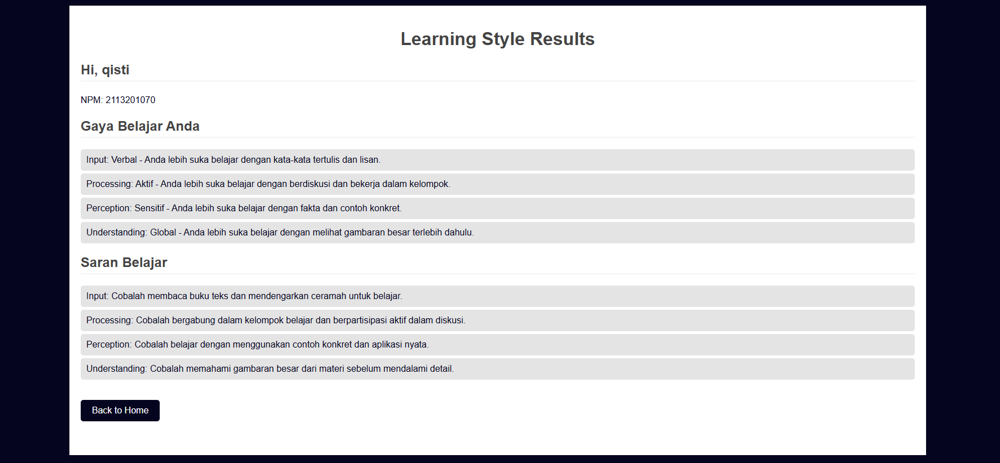 Learning Style Results
Hi, qisti
NPM: 2113201070
Gaya Belajar Anda
Input: Verbal - Anda lebih suka belajar dengan kata-kata tertulis dan lisan.
Processing: Aktif - Anda lebih suka belajar dengan berdiskusi dan bekerja dalam kelompok.
Perception: Sensitif - Anda lebih suka belajar dengan fakta dan contoh konkret.
Understanding: Global - Anda lebih suka belajar dengan melihat gambaran besar terlebih dahulu.
Saran Belajar
Input: Cobalah membaca buku teks dan mendengarkan ceramah untuk belajar.
Processing: Cobalah bergabung dalam kelompok belajar dan berpartisipasi aktif dalam diskusi.
Perception: Cobalah belajar dengan menggunakan contoh konkret dan aplikasi nyata.
Understanding: Cobalah memahami gambaran besar dari materi sebelum mendalami detail.
Back to Home